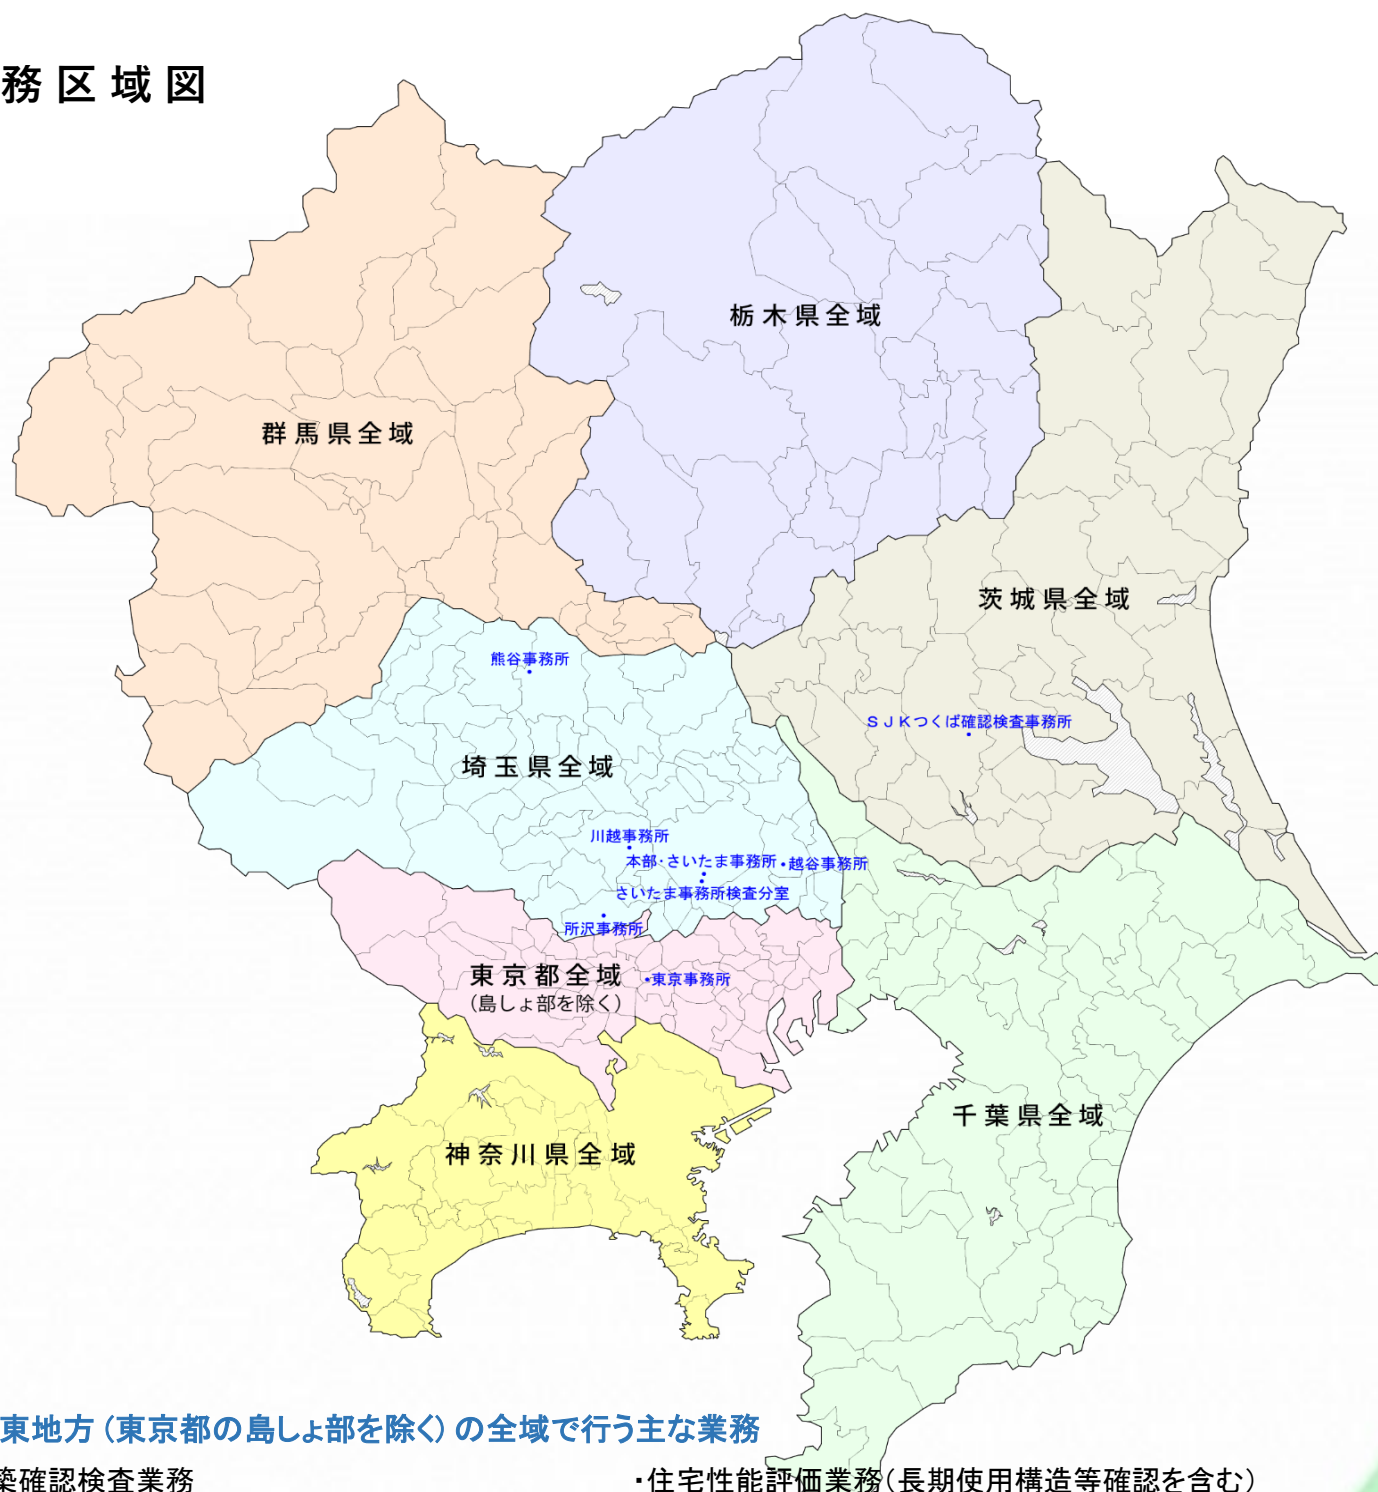 務区域図
栃木県全域
群馬県全域
茨城県全域
熊谷事務所
SJKつくば確認検査事務所
埼玉県全域
川越事務所
本部・さいたま事務所
越谷事務所
さいたま事務所検査分室
所沢事務所
東京都全域
(島しょ部を除く)
東京事務所
千葉県全域
神奈川県全域
東地方(東京都の島しょ部を除く)の全域で行う主な業務
築確認検査業務
・住宅性能評価業務(長期使用構造等確認を含む)